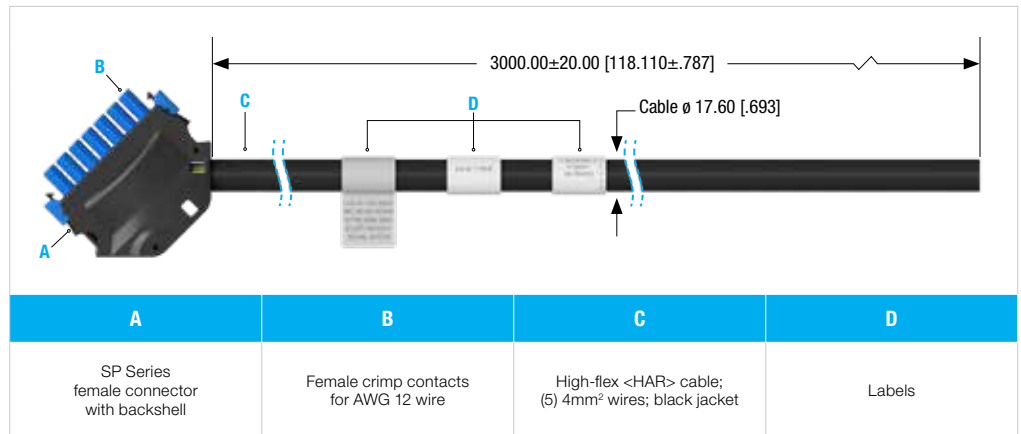 3000.00±20.00 [118.110±.787]
B
C
D
Cable ø 17.60 [.693]
A
A
B
C
D
SP Series
female connector
with backshell
Female crimp contacts
for AWG 12 wire
High-flex <HAR> cable;
(5) 4mm² wires; black jacket
Labels